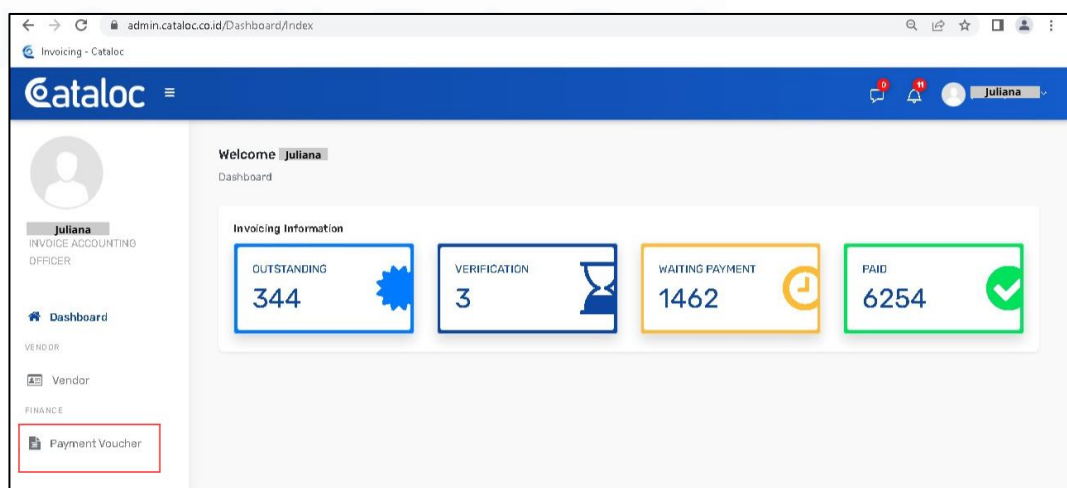 admin.cataloc.co.id/Dashboard/Index
Invoicing - Cataloc
Cataloc
0
11
Juliana
Juliana
INVOICE ACCOUNTING
OFFICER
Dashboard
VENDOR
Vendor
FINANCE
Payment Voucher
Welcome Juliana
Dashboard
Invoicing Information
OUTSTANDING
344
VERIFICATION
3
WAITING PAYMENT
1462
PAID
6254